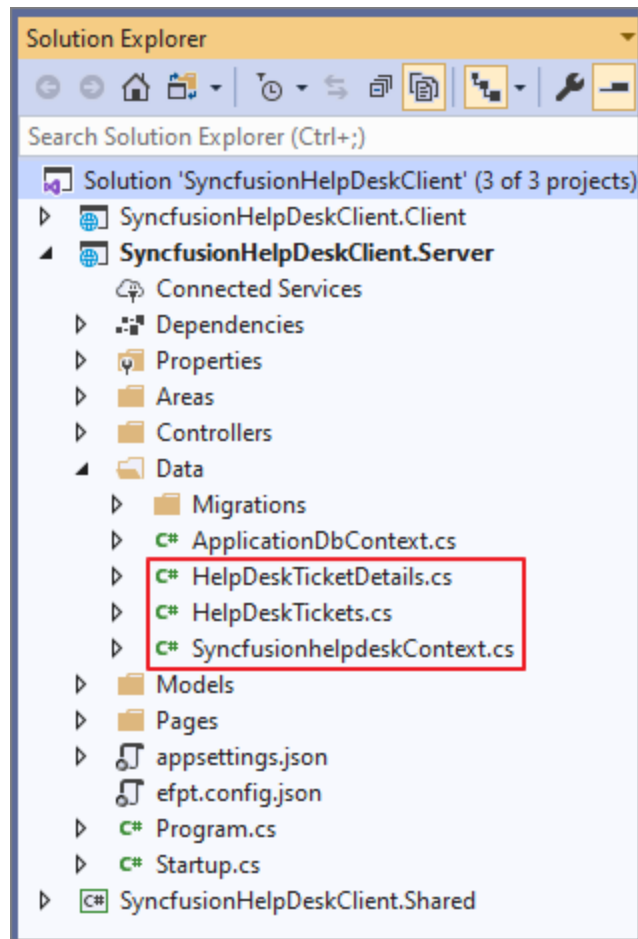 Solution Explorer
Search Solution Explorer (Ctrl+;)
Solution 'SyncfusionHelpDeskClient' (3 of 3 projects)
SyncfusionHelpDeskClient.Client
SyncfusionHelpDeskClient.Server
Connected Services
Dependencies
Properties
Areas
Controllers
Data
Migrations
C# ApplicationDbContext.cs
C# HelpDeskTicketDetails.cs
C# HelpDeskTickets.cs
C# SyncfusionhelpdeskContext.cs
Models
Pages
appsettings.json
efpt.config.json
C# Program.cs
C# Startup.cs
C# SyncfusionHelpDeskClient.Shared